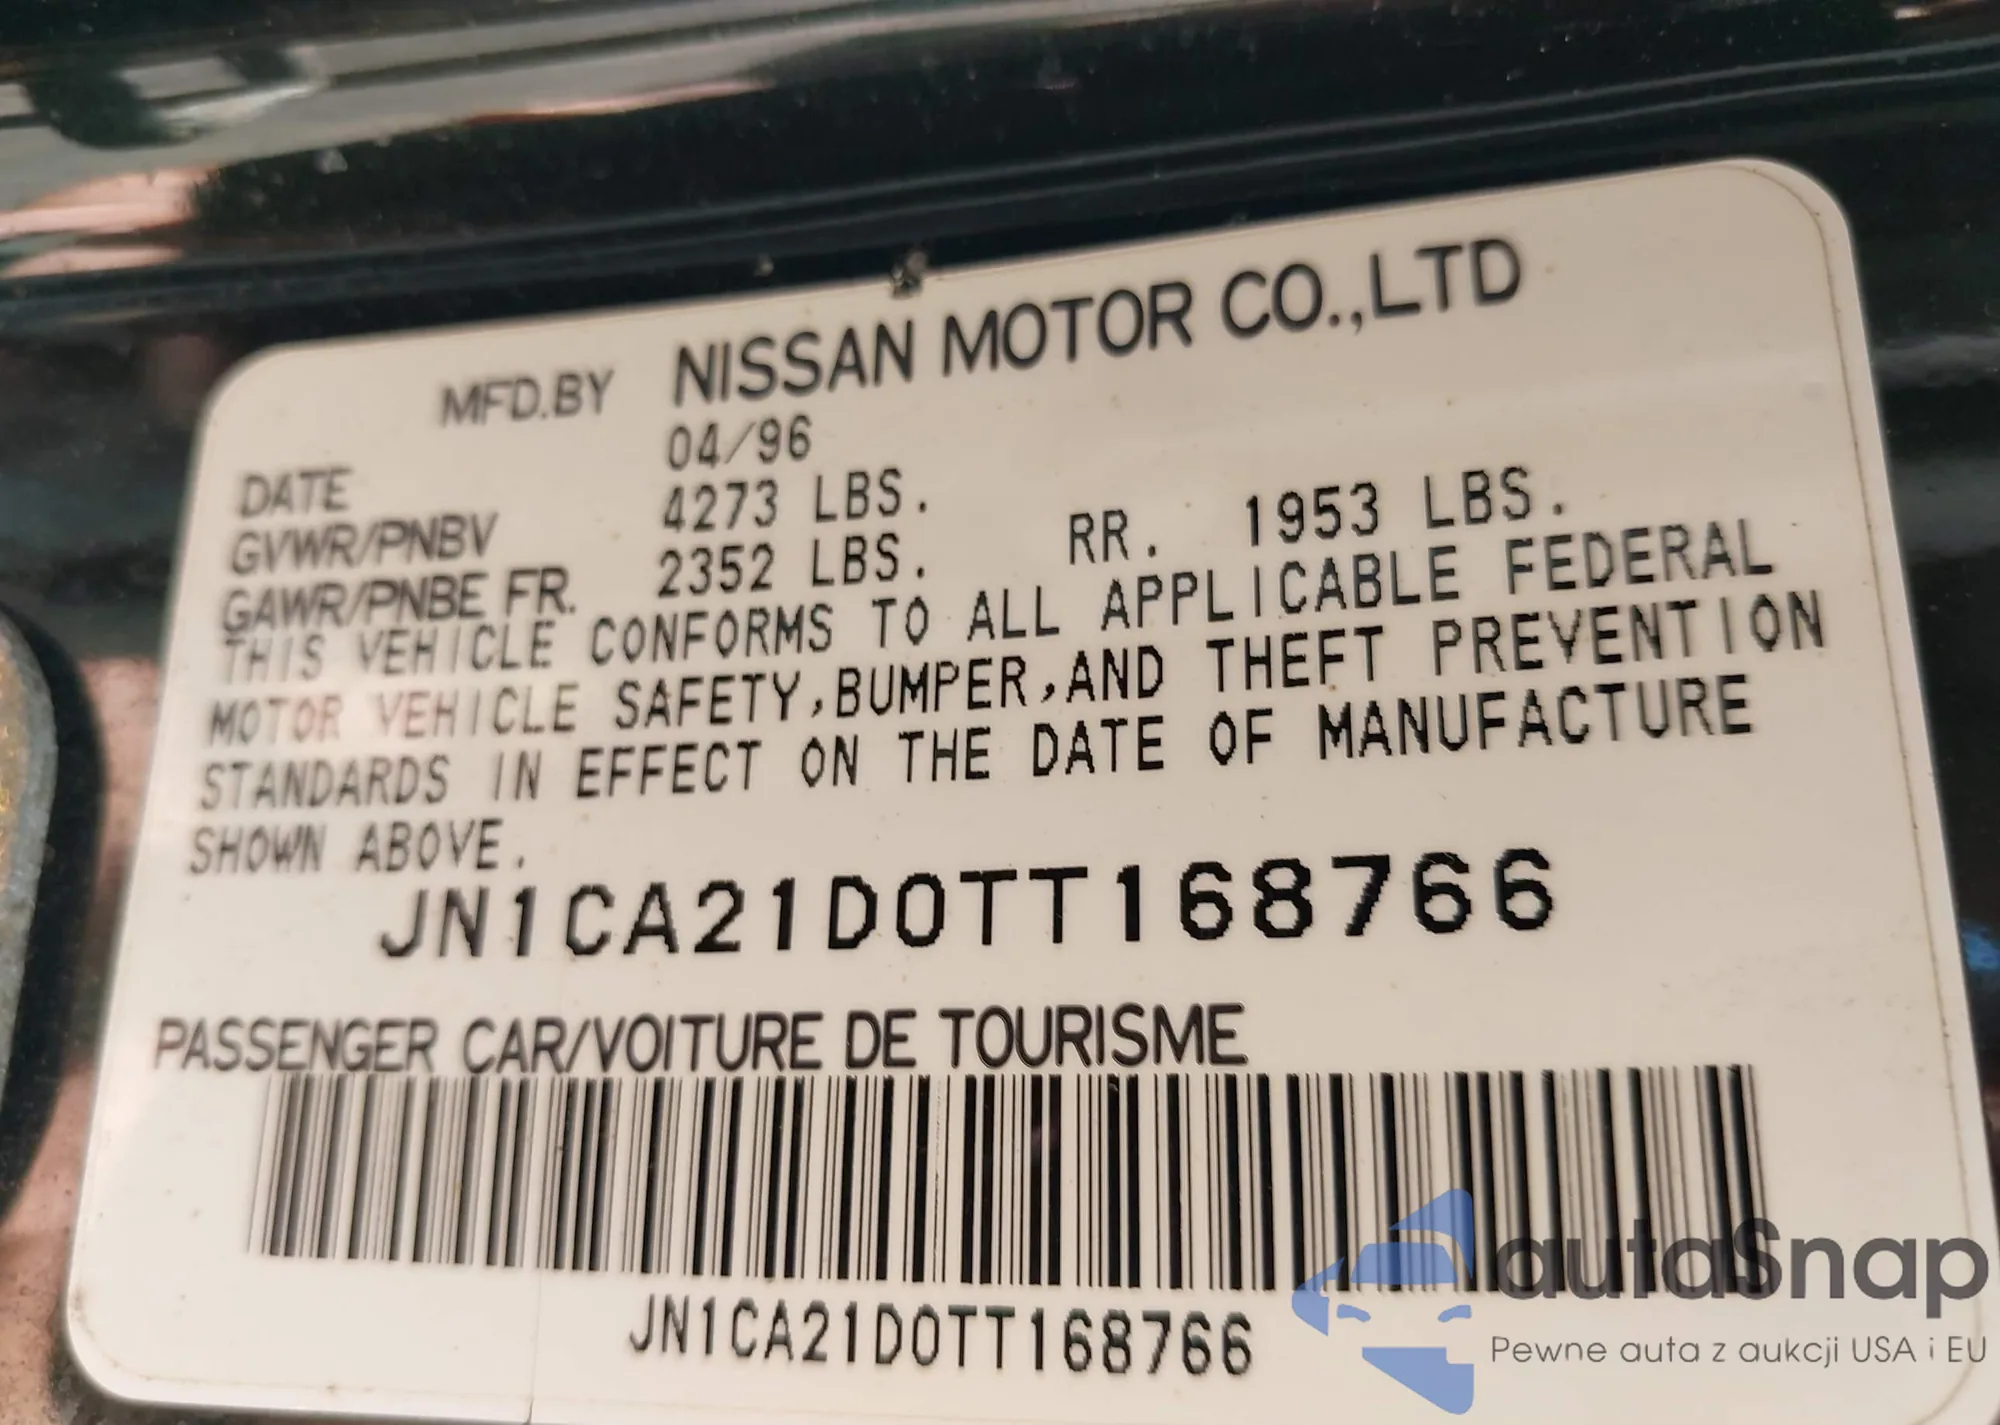 MFD.BY NISSAN MOTOR CO.,LTD
DATE 04/96
GVWR/PNBV 4273 LBS.
GAWR/PNBE FR. 2352 LBS. RR. 1953 LBS.
THIS VEHICLE CONFORMS TO ALL APPLICABLE FEDERAL
MOTOR VEHICLE SAFETY,BUMPER,AND THEFT PREVENTION
STANDARDS IN EFFECT ON THE DATE OF MANUFACTURE
SHOWN ABOVE.
JN1CA21D0TT168766
PASSENGER CAR/VOITURE DE TOURISME
JN1CA21D0TT168766
autaSnap
Pewne auta z aukcji USA i EU